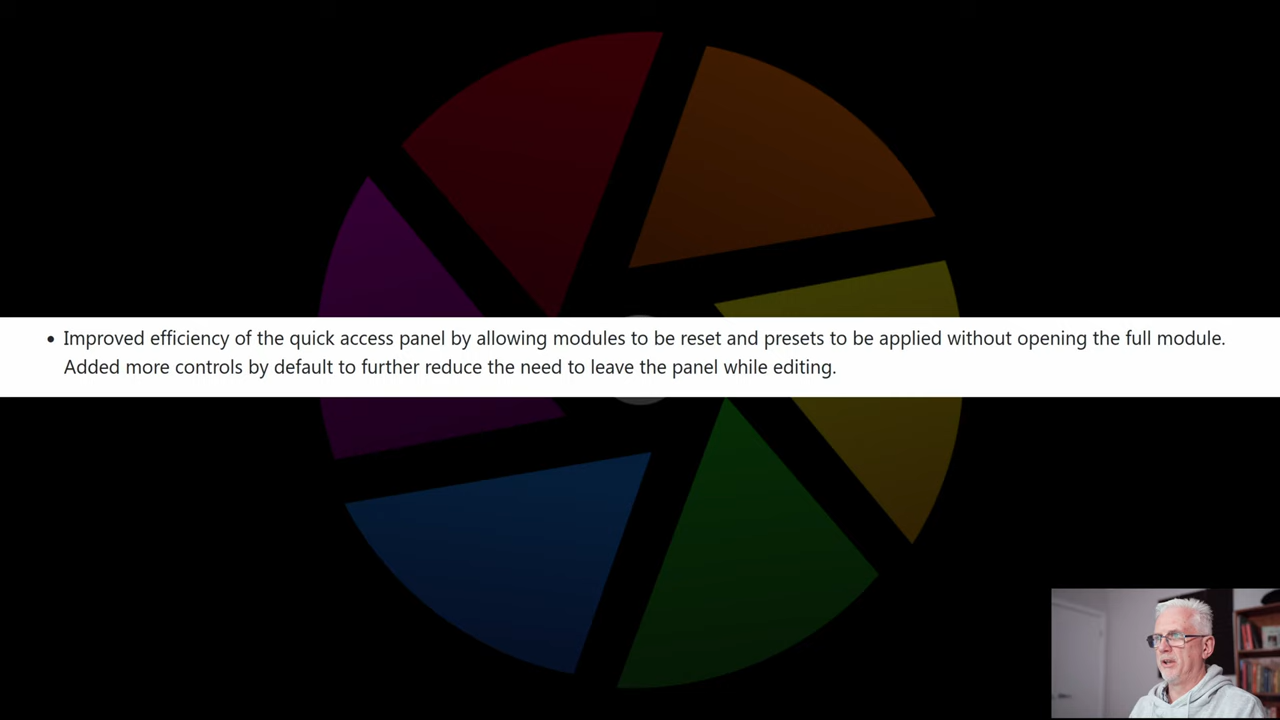 • Improved efficiency of the quick access panel by allowing modules to be reset and presets to be applied without opening the full module.
Added more controls by default to further reduce the need to leave the panel while editing.